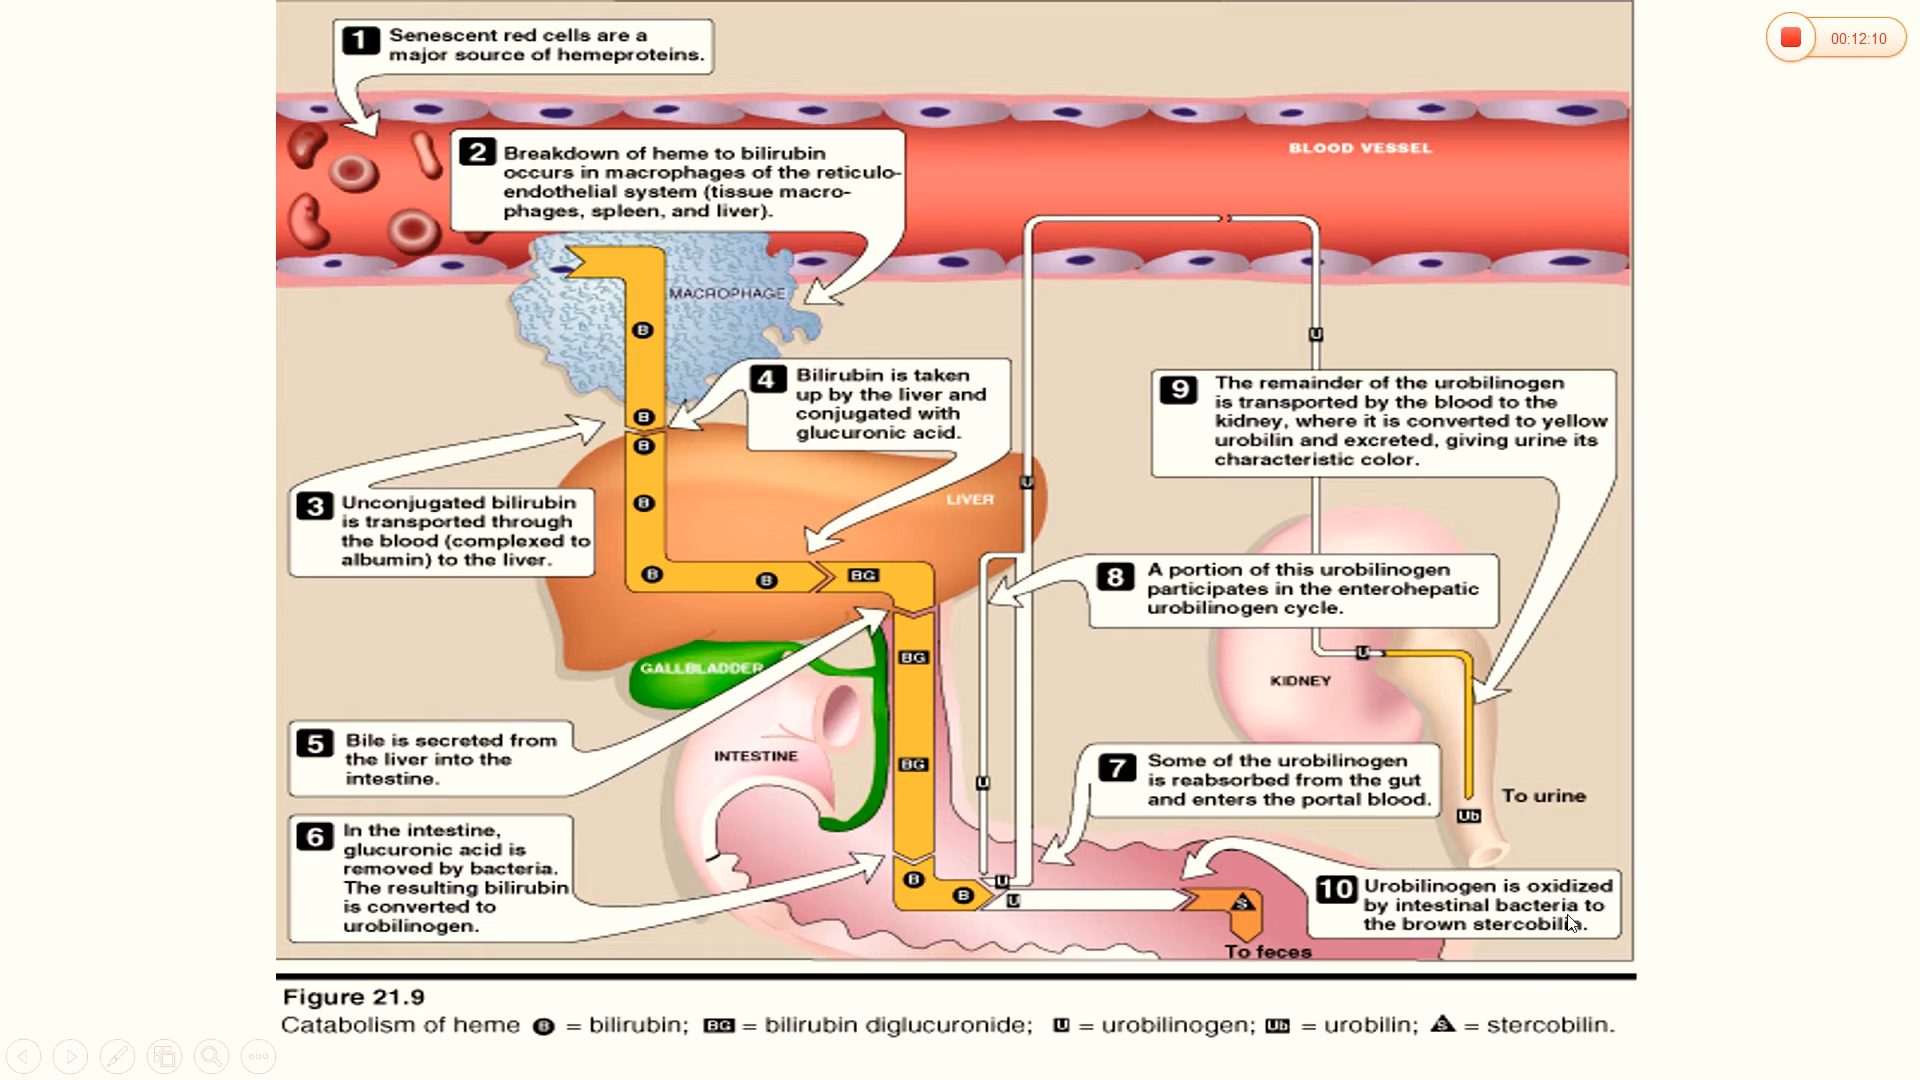 00:12:10
1 Senescent red cells are a
major source of hemeproteins.
2 Breakdown of heme to bilirubin
occurs in macrophages of the reticulo-
endothelial system (tissue macro-
phages, spleen, and liver).
BLOOD VESSEL
MACROPHAGE
B
B
B
B
B
B
4 Bilirubin is taken
up by the liver and
conjugated with
glucuronic acid.
3 Unconjugated bilirubin
is transported through
the blood (complexed to
albumin) to the liver.
LIVER
BG
U
U
9 The remainder of the urobilinogen
is transported by the blood to the
kidney, where it is converted to yellow
urobilin and excreted, giving urine its
characteristic color.
8 A portion of this urobilinogen
participates in the enterohepatic
urobilinogen cycle.
GALLBLADDER
BG
U
KIDNEY
5 Bile is secreted from
the liver into the
intestine.
INTESTINE
BG
U
7 Some of the urobilinogen
is reabsorbed from the gut
and enters the portal blood.
To urine
Ub
6 In the intestine,
glucuronic acid is
removed by bacteria.
The resulting bilirubin
is converted to
urobilinogen.
B
B
U
U
S
To feces
10 Urobilinogen is oxidized
by intestinal bacteria to
the brown stercobilin.
Figure 21.9
Catabolism of heme B = bilirubin; BG = bilirubin diglucuronide; U = urobilinogen; Ub = urobilin; S = stercobilin.